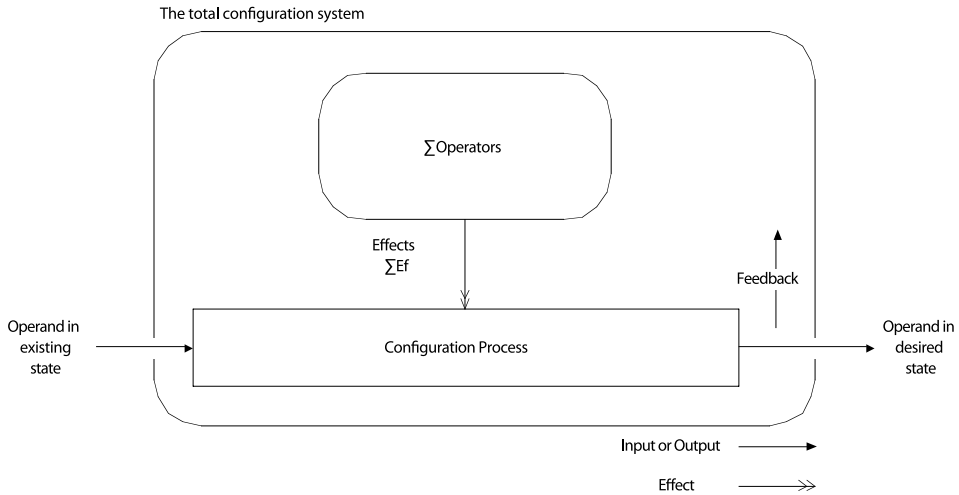 The total configuration system
∑Operators
Effects
∑Ef
Feedback
Operand in
existing
state
Configuration Process
Operand in
desired
state
Input or Output
Effect